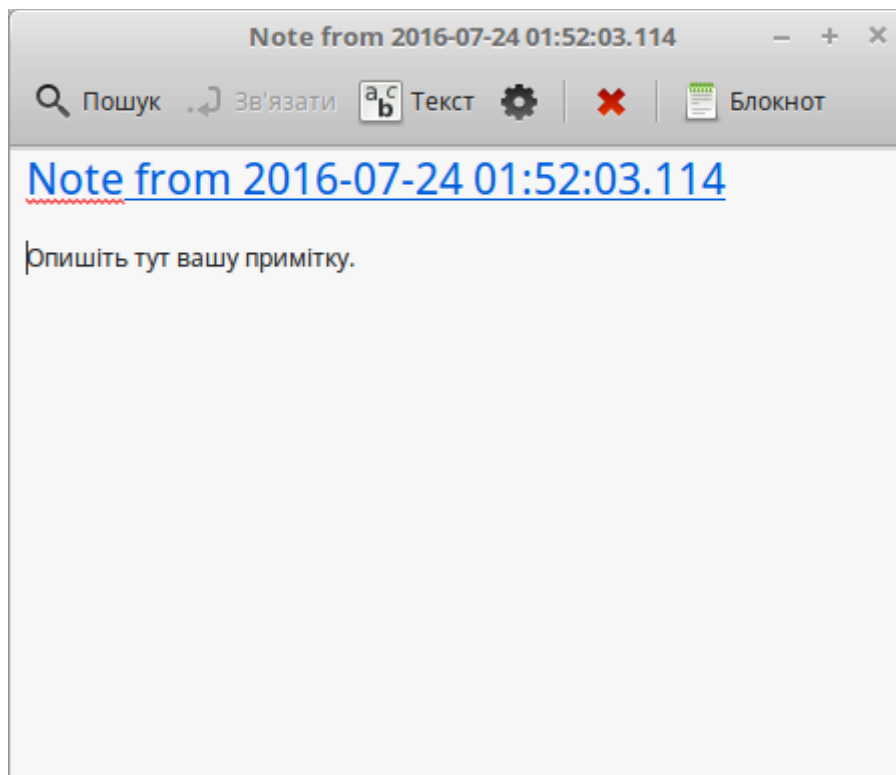 Note from 2016-07-24 01:52:03.114
Пошук Зв'язати abc Текст Блокнот
Note from 2016-07-24 01:52:03.114
Опишіть тут вашу примітку.